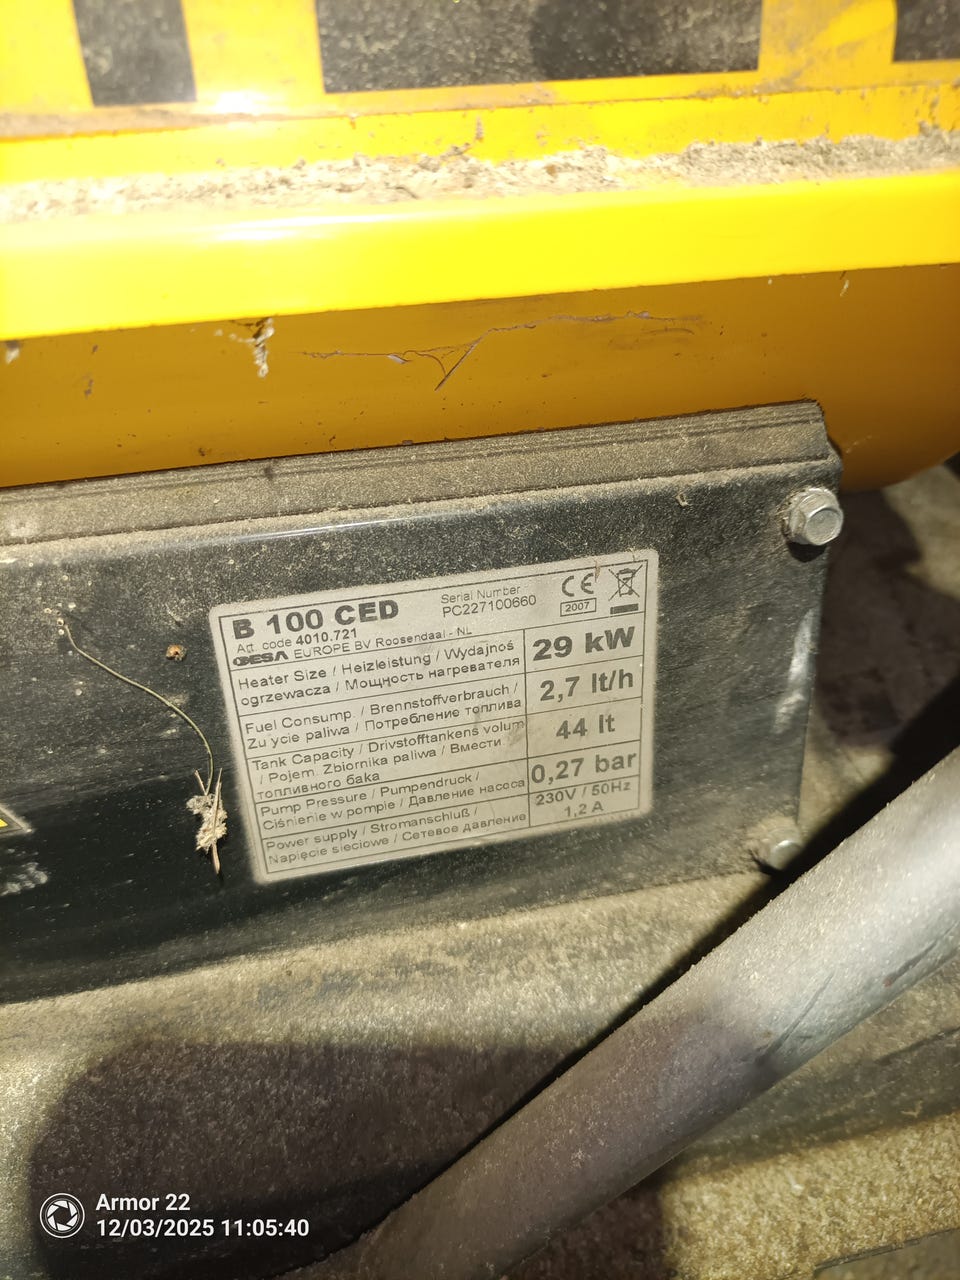 B 100 CED
Serial Number
PC227100660
CE
2007
Art. code 4010.721
DESA EUROPE BV Roosendaal - NL
Heater Size / Heizleistung / Wydajnoś
ogrzewacza / Мощность нагревателя
29 kW
Fuel Consump. / Brennstoffverbrauch /
Zu ycie paliwa / Потребление топлива
2,7 lt/h
Tank Capacity / Drivstofftankens volum
/ Pojem. Zbiornika paliwa / Вмести.
топливного бака
44 lt
Pump Pressure / Pumpendruck /
Ciśnienie w pompie / Давление насоса
0,27 bar
Power supply / Stromanschluß /
Napięcie sieciowe / Сетевое давление
230V / 50Hz
1,2 A
Armor 22
12/03/2025 11:05:40